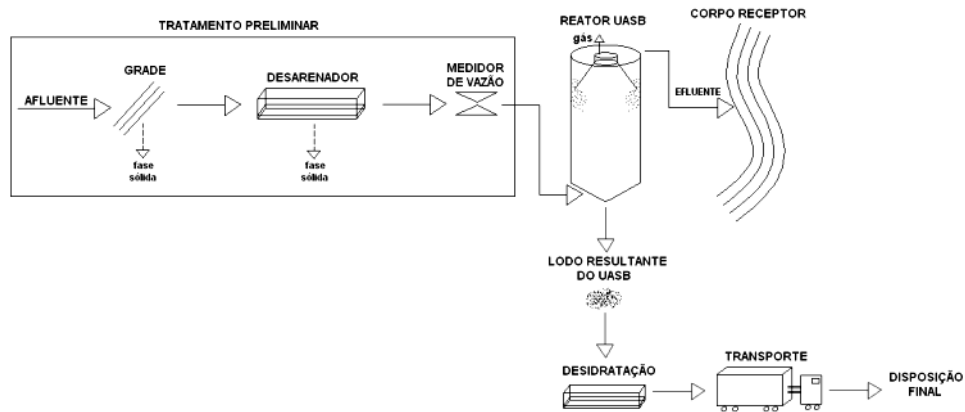 TRATAMENTO PRELIMINAR
AFLUENTE
GRADE
fase
sólida
DESARENADOR
fase
sólida
MEDIDOR
DE VAZÃO
REATOR UASB
gás
EFLUENTE
CORPO RECEPTOR
LODO RESULTANTE
DO UASB
DESIDRATAÇÃO
TRANSPORTE
DISPOSIÇÃO
FINAL